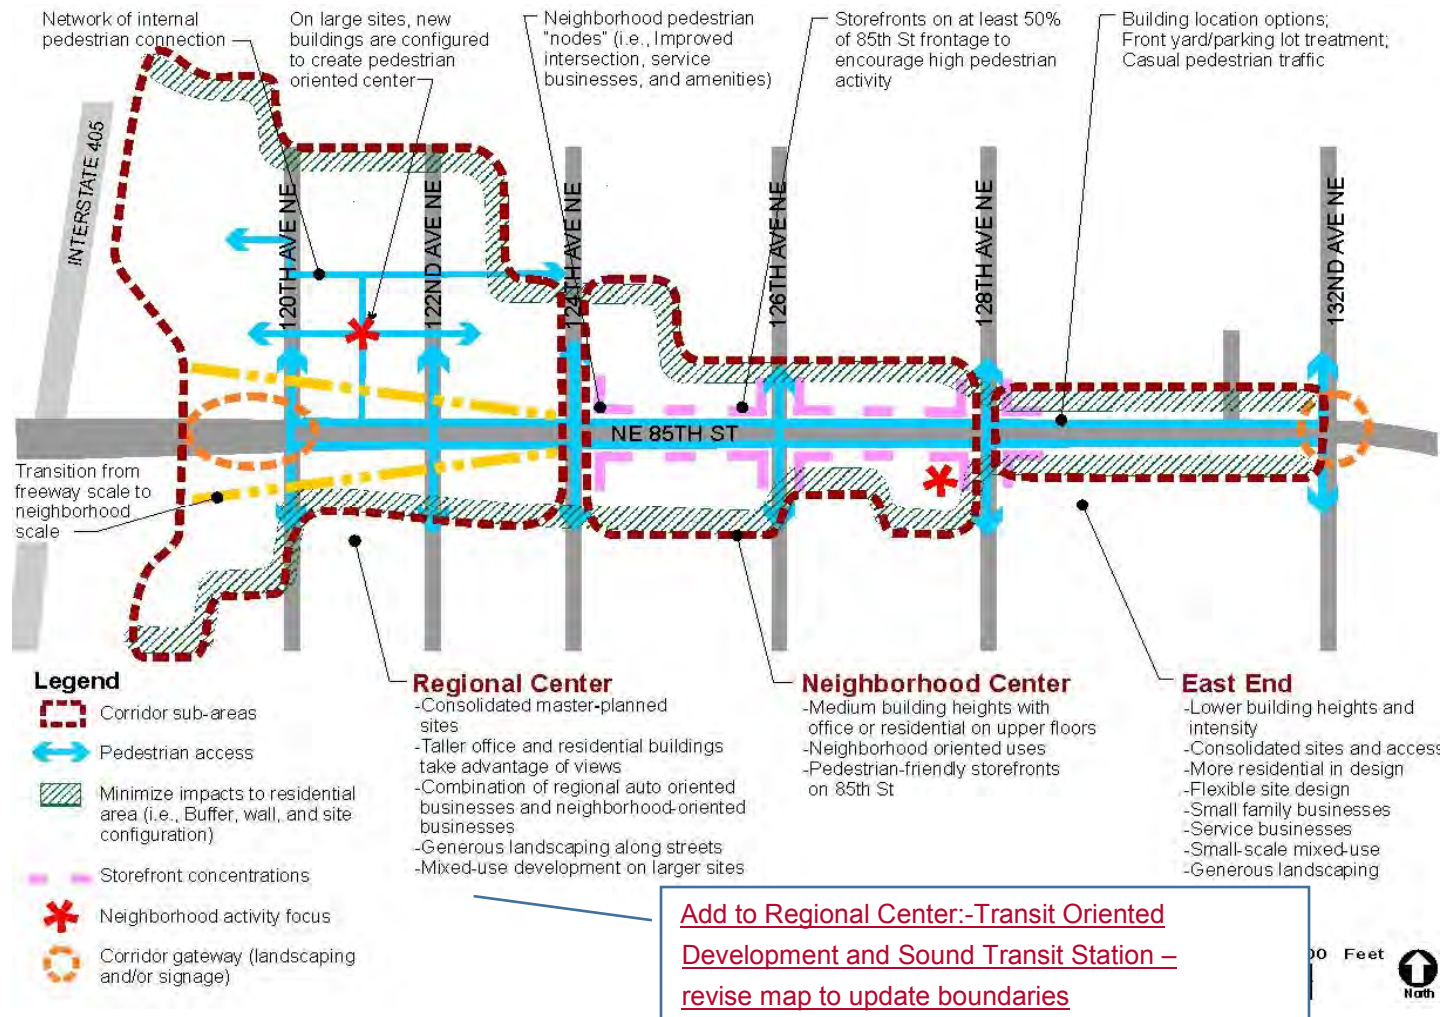 Network of internal
pedestrian connection
On large sites, new
buildings are configured
to create pedestrian
oriented center
Neighborhood pedestrian
"nodes" (i.e., Improved
intersection, service
businesses, and amenities)
Storefronts on at least 50%
of 85th St frontage to
encourage high pedestrian
activity
Building location options;
Front yard/parking lot treatment;
Casual pedestrian traffic
INTERSTATE 405
120TH AVE NE
122ND AVE NE
124TH AVE NE
126TH AVE NE
128TH AVE NE
132ND AVE NE
NE 85TH ST
Transition from
freeway scale to
neighborhood
scale
Legend
Corridor sub-areas
Pedestrian access
Minimize impacts to residential
area (i.e., Buffer, wall, and site
configuration)
Storefront concentrations
Neighborhood activity focus
Corridor gateway (landscaping
and/or signage)
Regional Center
-Consolidated master-planned
sites
-Taller office and residential buildings
take advantage of views
-Combination of regional auto oriented
businesses and neighborhood-oriented
businesses
-Generous landscaping along streets
-Mixed-use development on larger sites
Neighborhood Center
-Medium building heights with
office or residential on upper floors
-Neighborhood oriented uses
-Pedestrian-friendly storefronts
on 85th St
East End
-Lower building heights and
intensity
-Consolidated sites and access
-More residential in design
-Flexible site design
-Small family businesses
-Service businesses
-Small-scale mixed-use
-Generous landscaping
Add to Regional Center:-Transit Oriented
Development and Sound Transit Station –
revise map to update boundaries
Feet
North